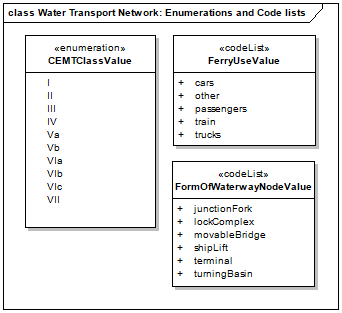 class Water Transport Network: Enumerations and Code lists
«enumeration»
CEMTClassValue
I
II
III
IV
Va
Vb
VIa
VIb
VIc
VII
«codeList»
FerryUseValue
+ cars
+ other
+ passengers
+ train
+ trucks
«codeList»
FormOfWaterwayNodeValue
+ junctionFork
+ lockComplex
+ movableBridge
+ shipLift
+ terminal
+ turningBasin